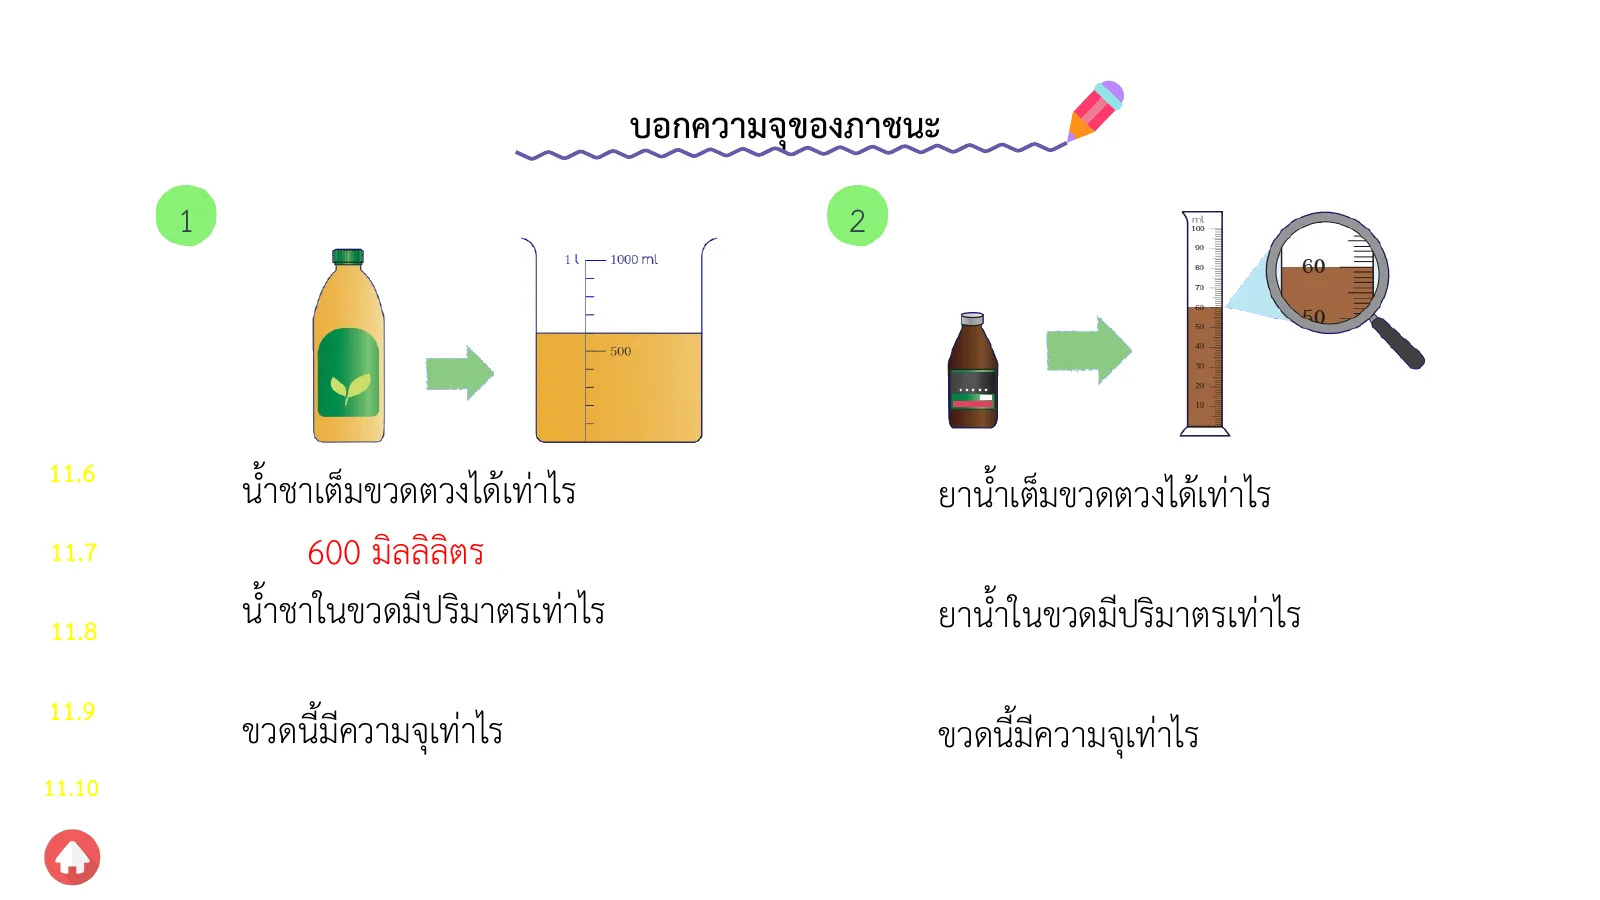 บอกความจุของภาชนะ
1
1 l 1000 ml
500
น้ำชาเต็มขวดตวงได้เท่าไร
600 มิลลิลิตร
น้ำชาในขวดมีปริมาตรเท่าไร
ขวดนี้มีความจุเท่าไร
2
ml
100
90
80
70
60
50
40
30
20
10
60
50
ยาน้ำเต็มขวดตวงได้เท่าไร
ยาน้ำในขวดมีปริมาตรเท่าไร
ขวดนี้มีความจุเท่าไร
11.6
11.7
11.8
11.9
11.10